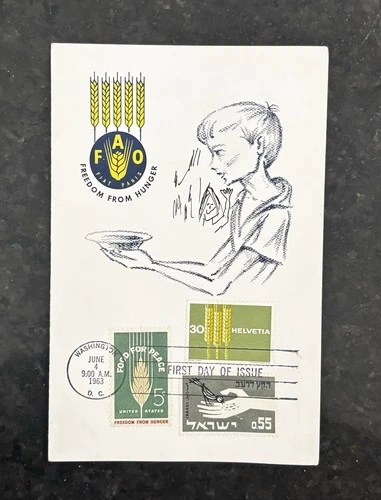 FAO
FIAT PANIS
FREEDOM FROM HUNGER
30 HELVETIA
WASHINGTON
JUNE
4
9:00 A.M.
1963
D. C.
FIRST DAY OF ISSUE
FOOD FOR PEACE
5¢
UNITED STATES
FREEDOM FROM HUNGER
ISRAEL
ישראל 0.55